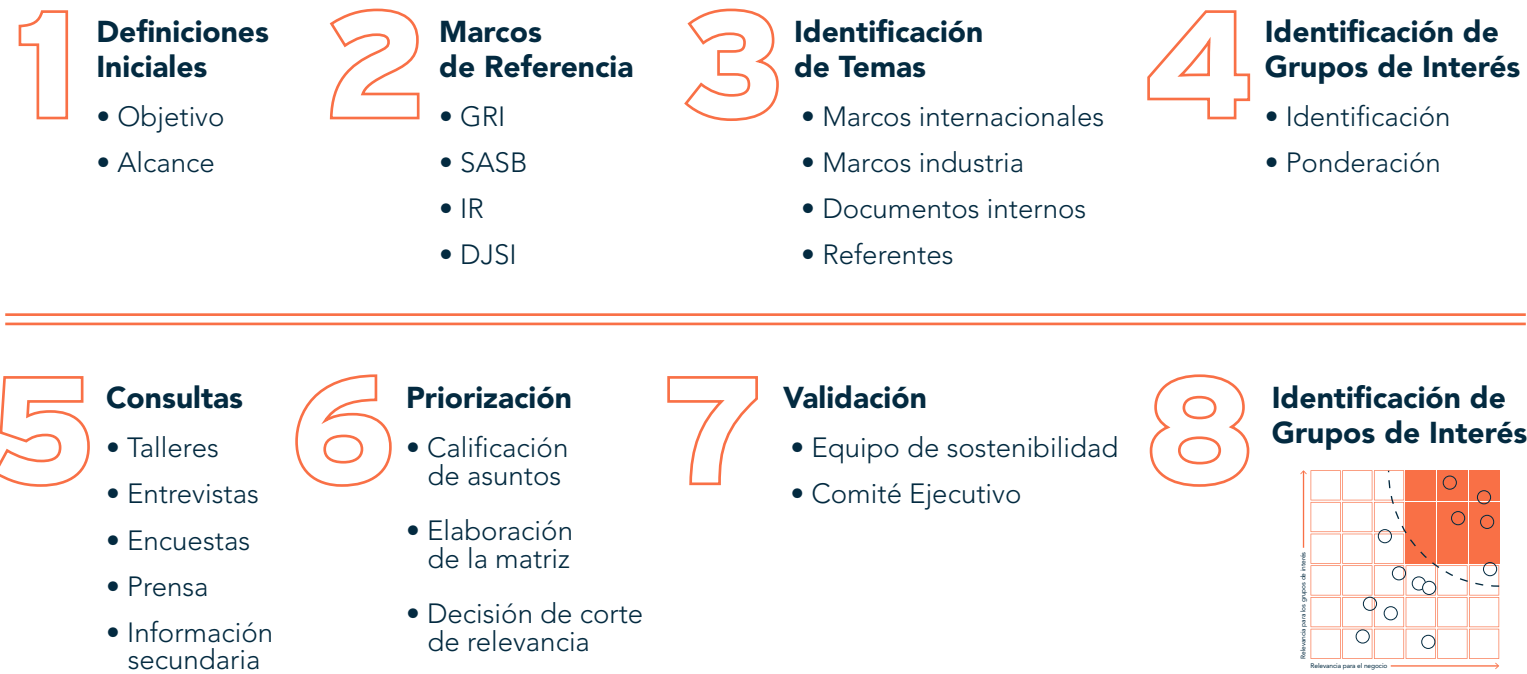 1
Definiciones
Iniciales
• Objetivo
• Alcance
2
Marcos
de Referencia
• GRI
• SASB
• IR
• DJSI
3
Identificación
de Temas
• Marcos internacionales
• Marcos industria
• Documentos internos
• Referentes
4
Identificación de
Grupos de Interés
• Identificación
• Ponderación
5
Consultas
• Talleres
• Entrevistas
• Encuestas
• Prensa
• Información
secundaria
6
Priorización
• Calificación
de asuntos
• Elaboración
de la matriz
• Decisión de corte
de relevancia
7
Validación
• Equipo de sostenibilidad
• Comité Ejecutivo
8
Identificación de
Grupos de Interés
Relevancia para los grupos de interés
Relevancia para el negocio